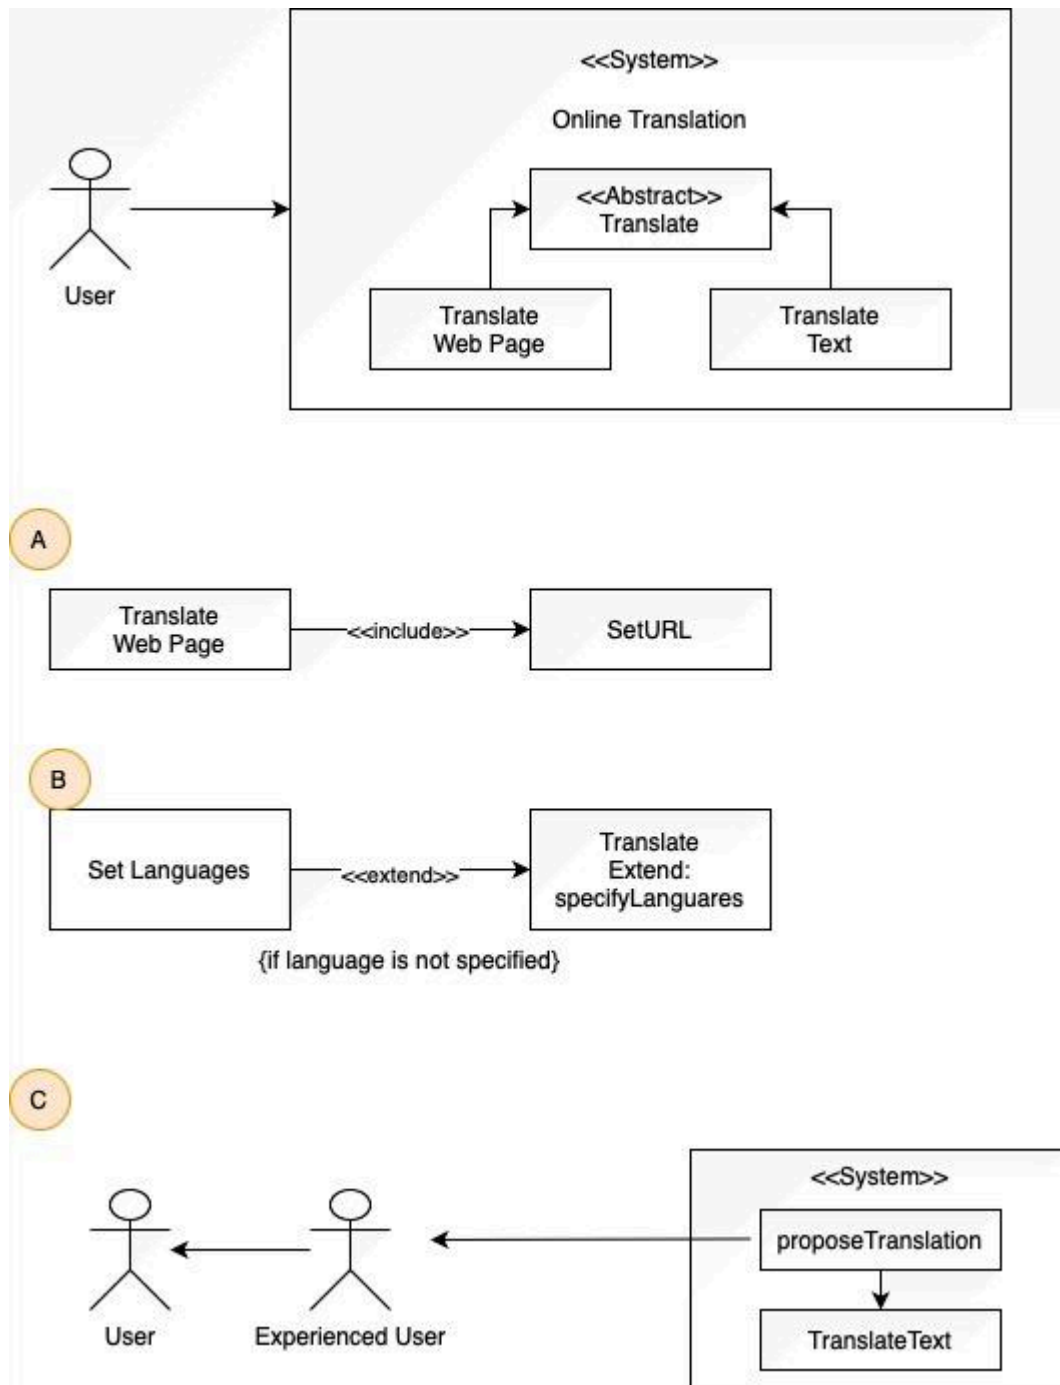 <<System>>
Online Translation
<<Abstract>>
Translate
User
Translate
Web Page
Translate
Text
A
Translate
Web Page
<<include>>
SetURL
B
Set Languages
<<extend>>
Translate
Extend:
specifyLanguares
{if language is not specified}
C
User
Experienced User
<<System>>
proposeTranslation
TranslateText